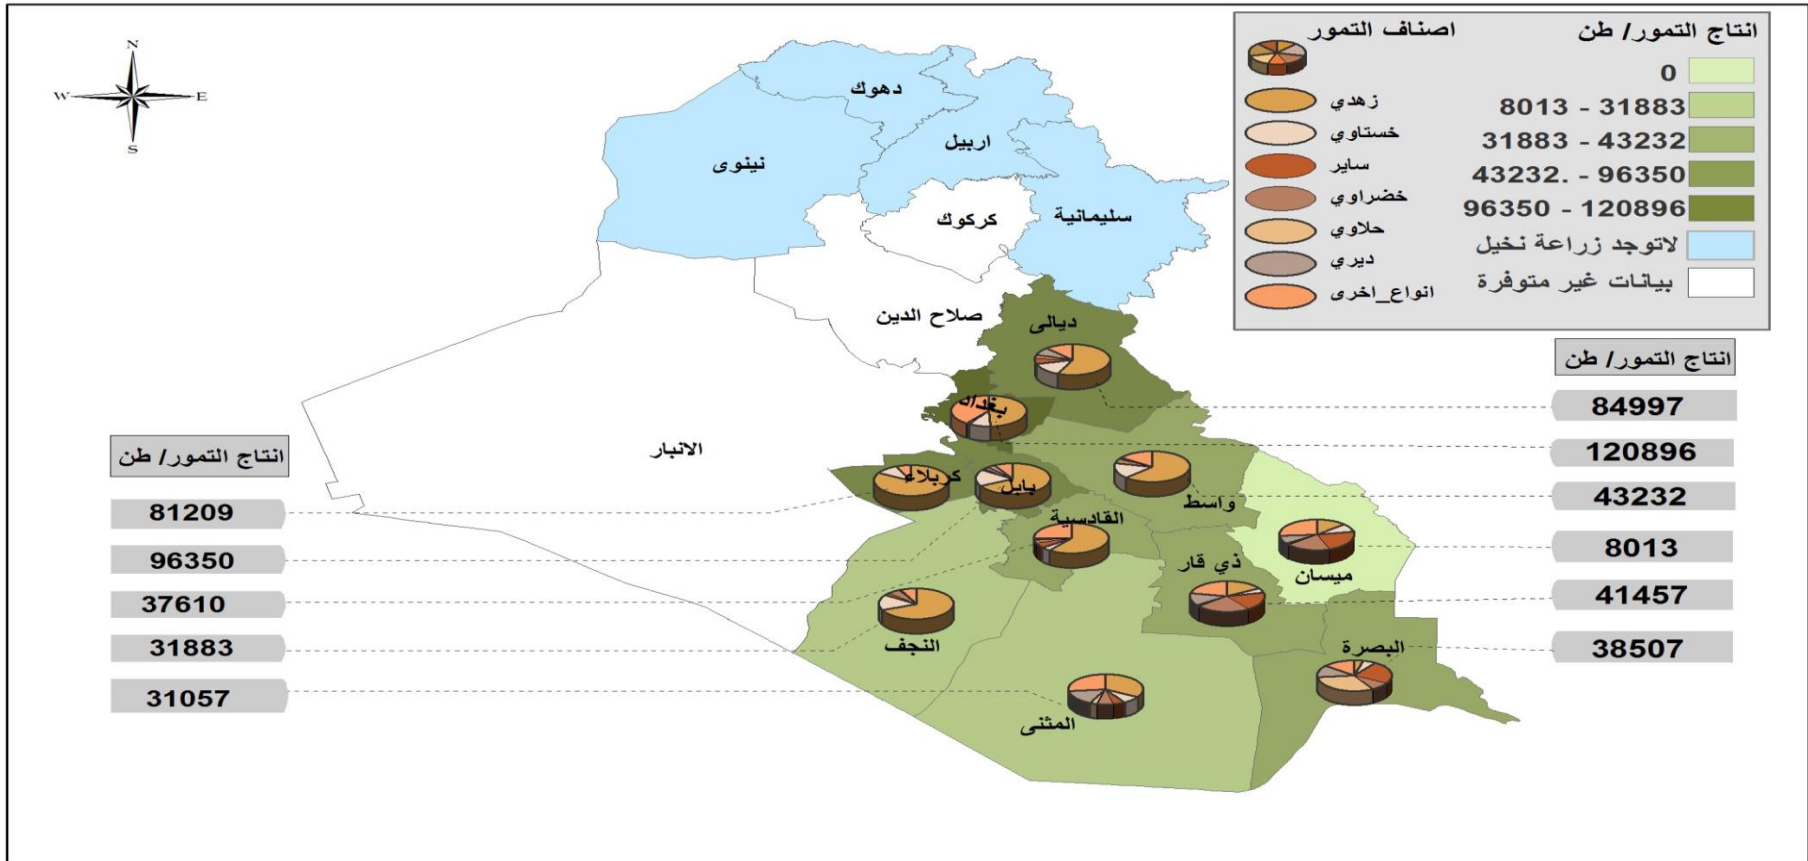 N
W
E
S
انتاج التمور/ طن
0
8013 - 31883
31883 - 43232
43232. - 96350
96350 - 120896
لاتوجد زراعة نخيل
بيانات غير متوفرة
اصناف التمور
زهدي
خستاوي
ساير
خضراوي
حلاوي
ديري
انواع_اخرى
دهوك
اربيل
نينوى
سليمانية
كركوك
صلاح الدين
ديالى
بغداد
الانبار
كربلاء
بابل
واسط
القادسية
ميسان
ذي قار
النجف
البصرة
المثنى
انتاج التمور/ طن
84997
120896
43232
8013
41457
38507
انتاج التمور/ طن
81209
96350
37610
31883
31057